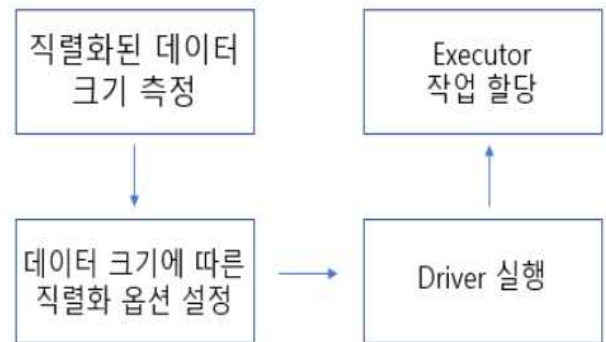 직렬화된 데이터
크기 측정
데이터 크기에 따른
직렬화 옵션 설정
Driver 실행
Executor
작업 할당